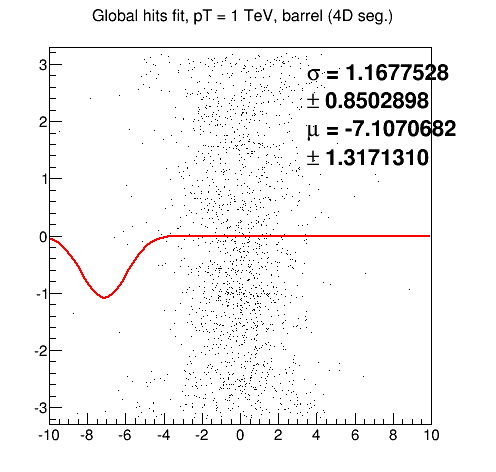 Global hits fit, pT = 1 TeV, barrel (4D seg.)
σ = 1.1677528
± 0.8502898
μ = -7.1070682
± 1.3171310
3
2
1
0
-1
-2
-3
-10 -8 -6 -4 -2 0 2 4 6 8 10